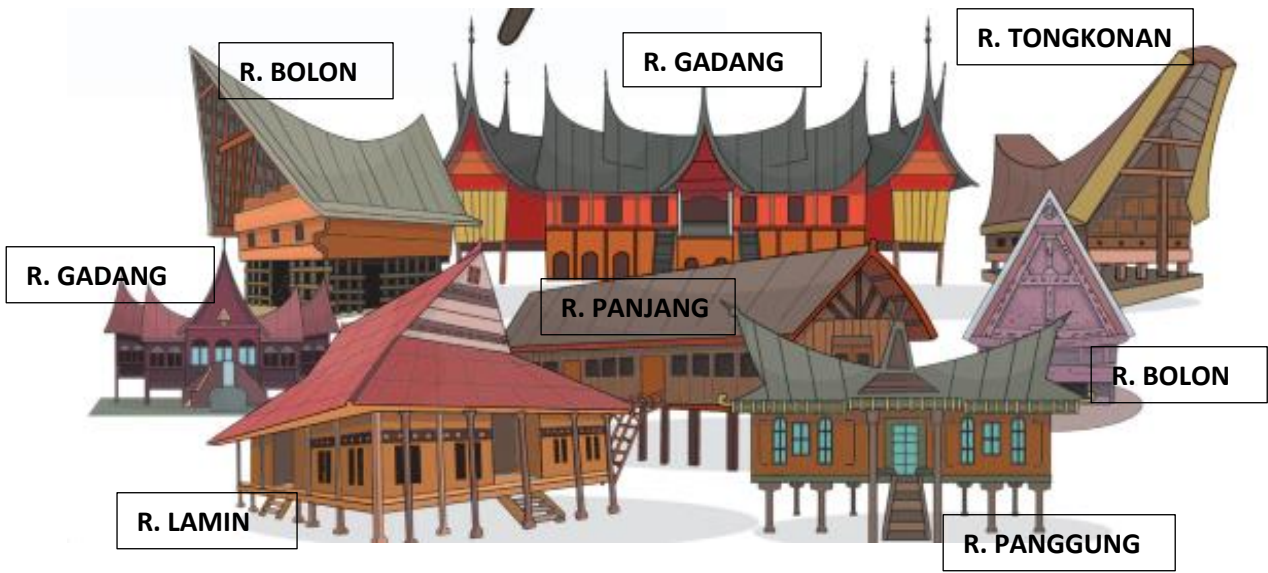 R. TONGKONAN
R. BOLON
R. GADANG
R. GADANG
R. PANJANG
R. BOLON
R. LAMIN
R. PANGGUNG